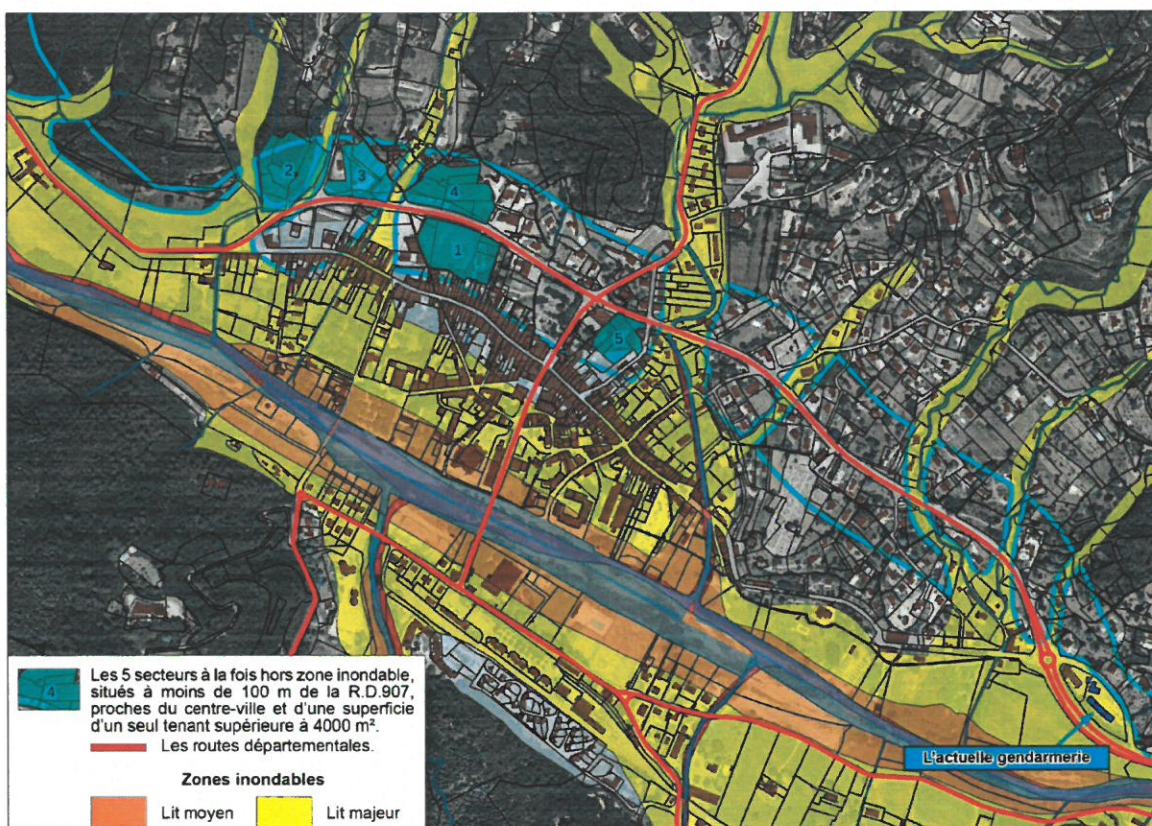 2
3
4
1
5
4
Les 5 secteurs à la fois hors zone inondable,
situés à moins de 100 m de la R.D.907,
proches du centre-ville et d'une superficie
d'un seul tenant supérieure à 4000 m².
Les routes départementales.
Zones inondables
Lit moyen
Lit majeur
L'actuelle gendarmerie